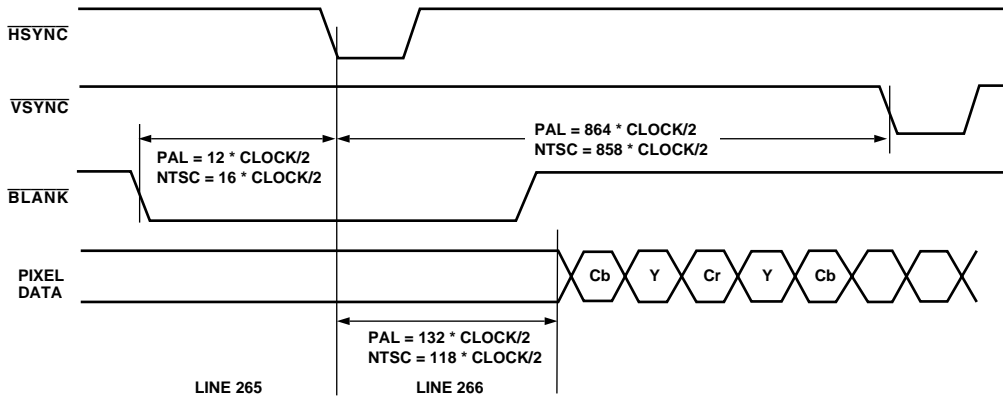 HSYNC
VSYNC
PAL = 864 * CLOCK/2
NTSC = 858 * CLOCK/2
PAL = 12 * CLOCK/2
NTSC = 16 * CLOCK/2
BLANK
PIXEL
DATA
Cb Y Cr Y Cb
PAL = 132 * CLOCK/2
NTSC = 118 * CLOCK/2
LINE 265 LINE 266